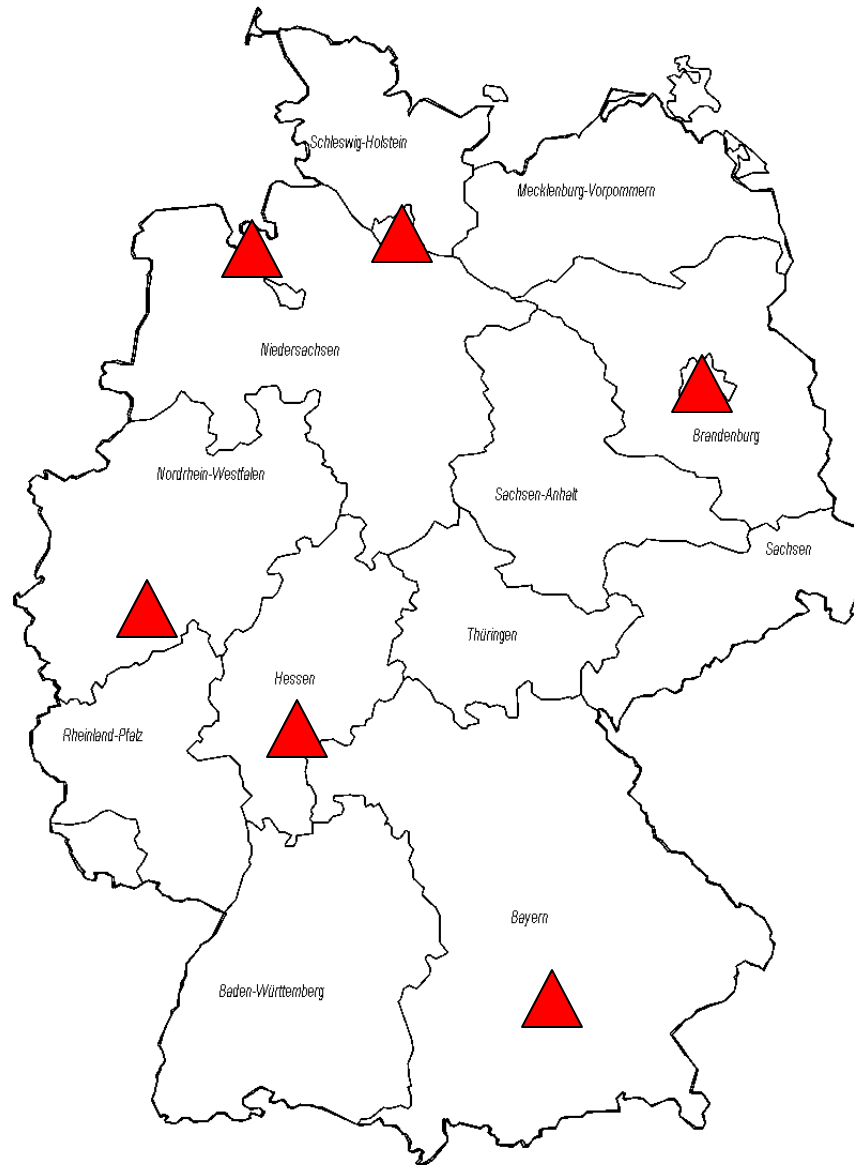 Schleswig-Holstein
Mecklenburg-Vorpommern
Niedersachsen
Brandenburg
Nordrhein-Westfalen
Sachsen-Anhalt
Sachsen
Thüringen
Hessen
Rheinland-Pfalz
Bayern
Baden-Württemberg